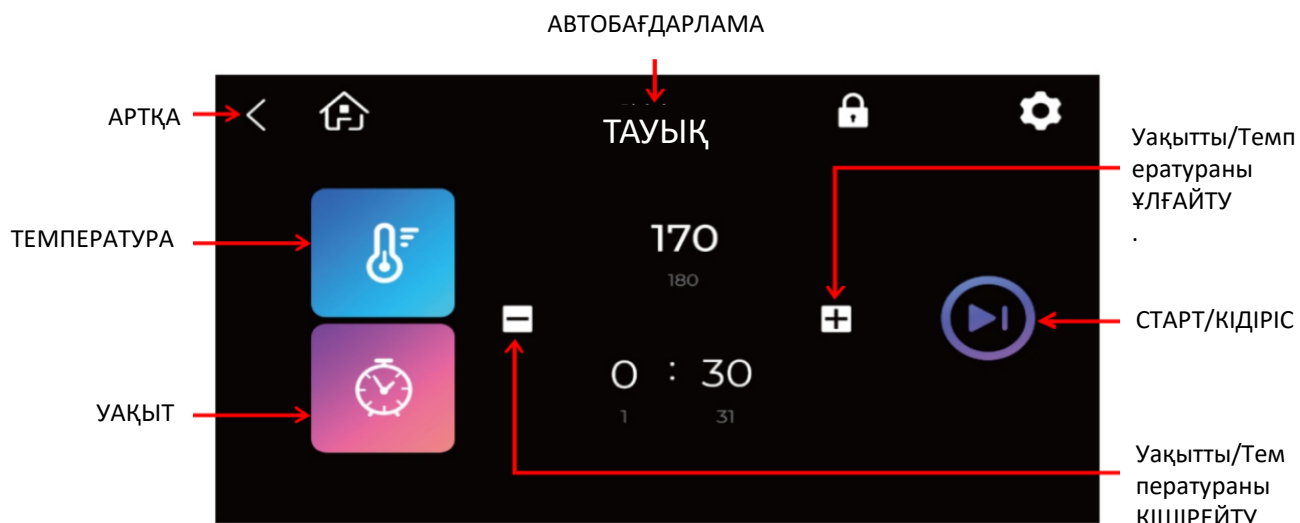 АВТОБАҒДАРЛАМА
АРТҚА
ТАУЫҚ
Уақытты/Темп
ератураны
ҰЛҒАЙТУ
.
ТЕМПЕРАТУРА
170
180
СТАРТ/КІДІРІС
0 : 30
1 31
УАҚЫТ
Уақытты/Тем
ператураны
КІШІРЕЙТУ